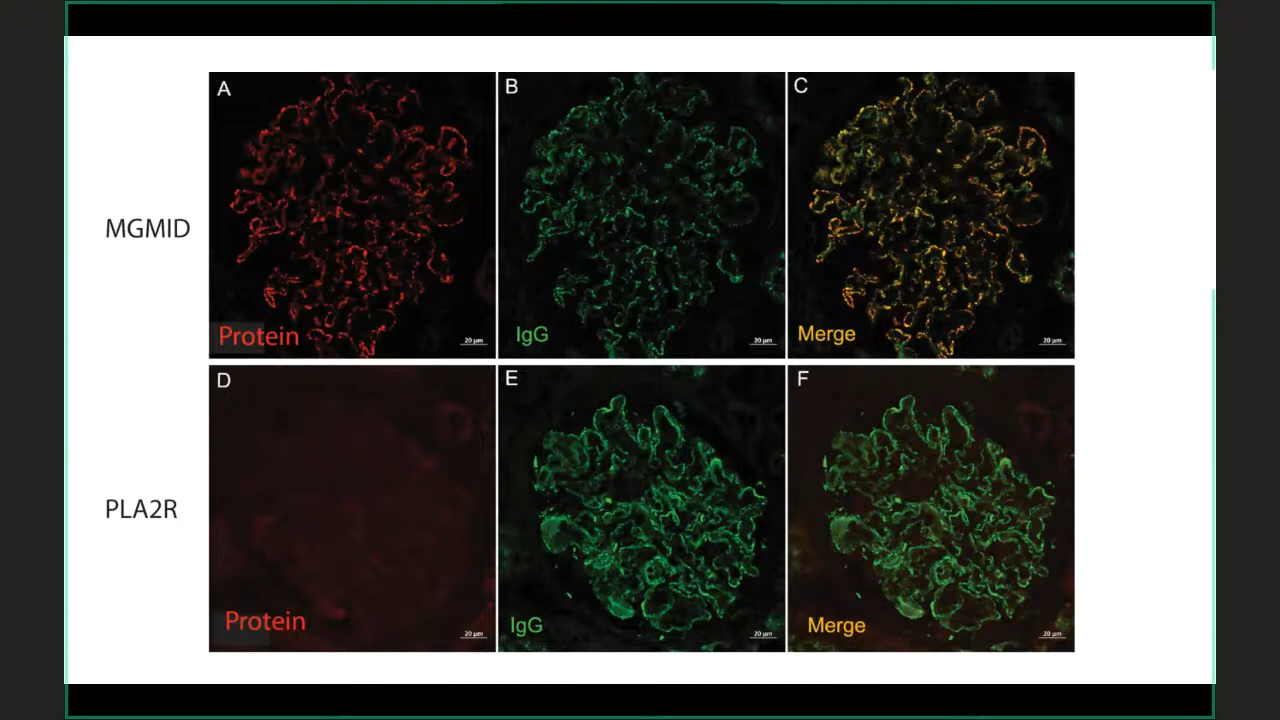 A
B
C
MGMID
Protein
20 µm
IgG
20 µm
Merge
20 µm
D
E
F
PLA2R
Protein
20 µm
IgG
20 µm
Merge
20 µm